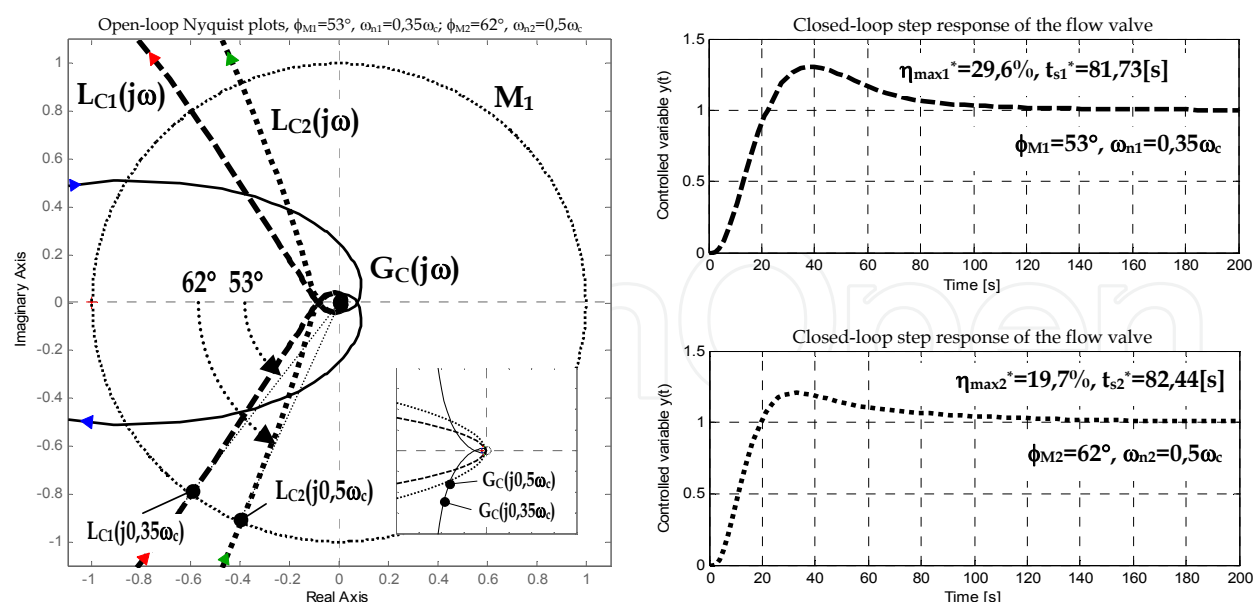 Open-loop Nyquist plots, ϕM1=53°, ωn1=0,35ωc; ϕM2=62°, ωn2=0,5ωc
LC1(jω)
LC2(jω)
M1
GC(jω)
62°
53°
LC1(j0,35ωc)
LC2(j0,5ωc)
GC(j0,5ωc)
GC(j0,35ωc)
Imaginary Axis
1
0.8
0.6
0.4
0.2
0
-0.2
-0.4
-0.6
-0.8
-1
-1 -0.8 -0.6 -0.4 -0.2 0 0.2 0.4 0.6 0.8 1
Real Axis
Closed-loop step response of the flow valve
ηmax1*=29,6%, ts1*=81,73[s]
ϕM1=53°, ωn1=0,35ωc
Controlled variable y(t)
1.5
1
0.5
0
0 20 40 60 80 100 120 140 160 180 200
Time [s]
Closed-loop step response of the flow valve
ηmax2*=19,7%, ts2*=82,44[s]
ϕM2=62°, ωn2=0,5ωc
Controlled variable y(t)
1.5
1
0.5
0
0 20 40 60 80 100 120 140 160 180 200
Time [s]